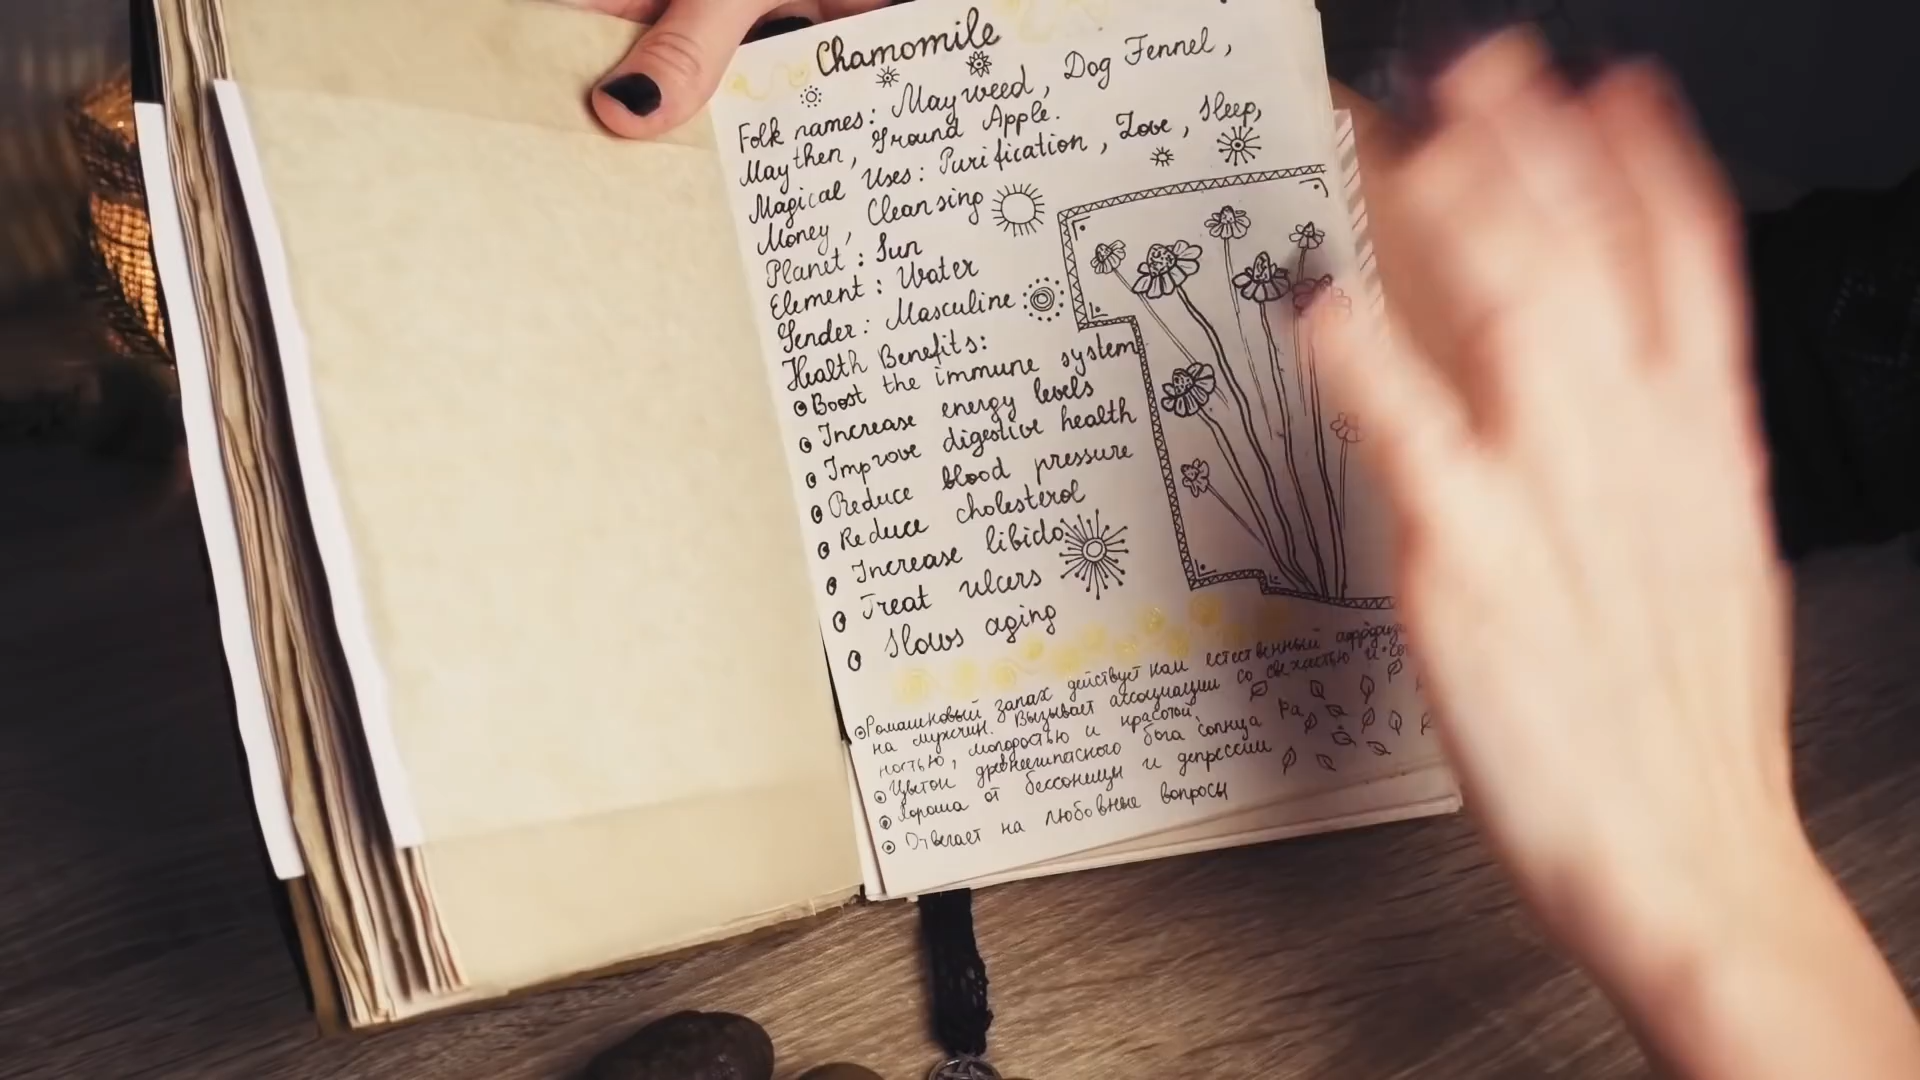 Chamomile
Folk names: Mayweed, Dog Fennel,
Maythen, Ground Apple.
Magical Uses: Purification, Love, Sleep,
Money, Cleansing
Planet: Sun
Element: Water
Gender: Masculine
Health Benefits:
Boost the immune system
Increase energy levels
Improve digestive health
Reduce blood pressure
Reduce cholesterol
Increase libido
Treat ulcers
Slows aging
Ромашковый запах действует как естественный
на мужчин. Вызывает ассоциации со свежестью и
ностью, молодостью и красотой
Цветок древнеегипетского бога солнца Ра
Хороша от бессонницы и депрессии
Отвечает на любовные вопросы